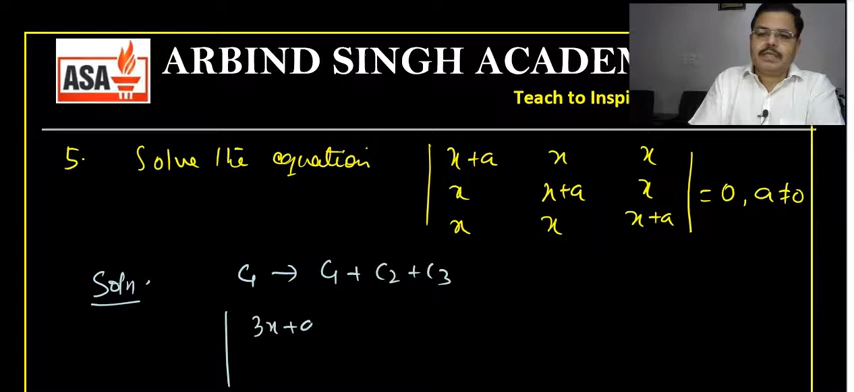 ASA
ARBIND SINGH ACADEM
Teach to Inspi
5. Solve the equation | x+a x x |
| x x+a x | = 0, a≠0
| x x x+a |
Soln. C₁ → C₁ + C₂ + C₃
| 3x+a